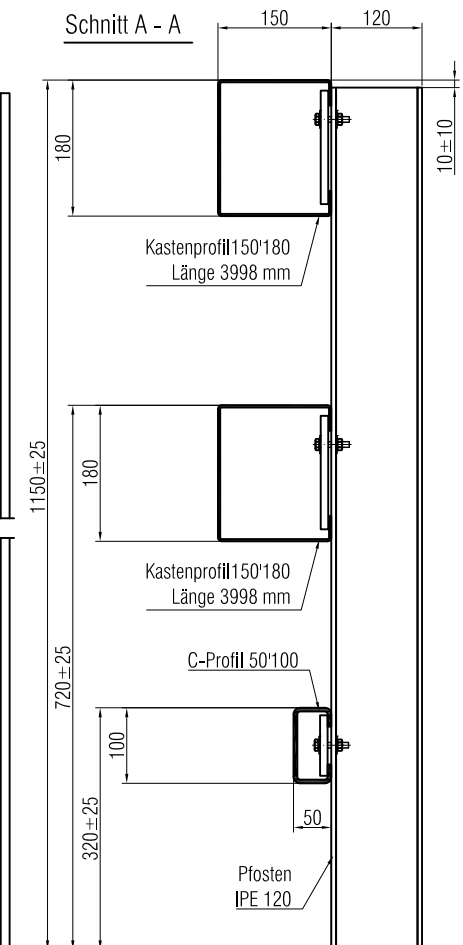 Schnitt A - A
150
120
180
10±10
Kastenprofil150'180
Länge 3998 mm
1150±25
180
Kastenprofil150'180
Länge 3998 mm
720±25
C-Profil 50'100
100
320±25
50
Pfosten
IPE 120